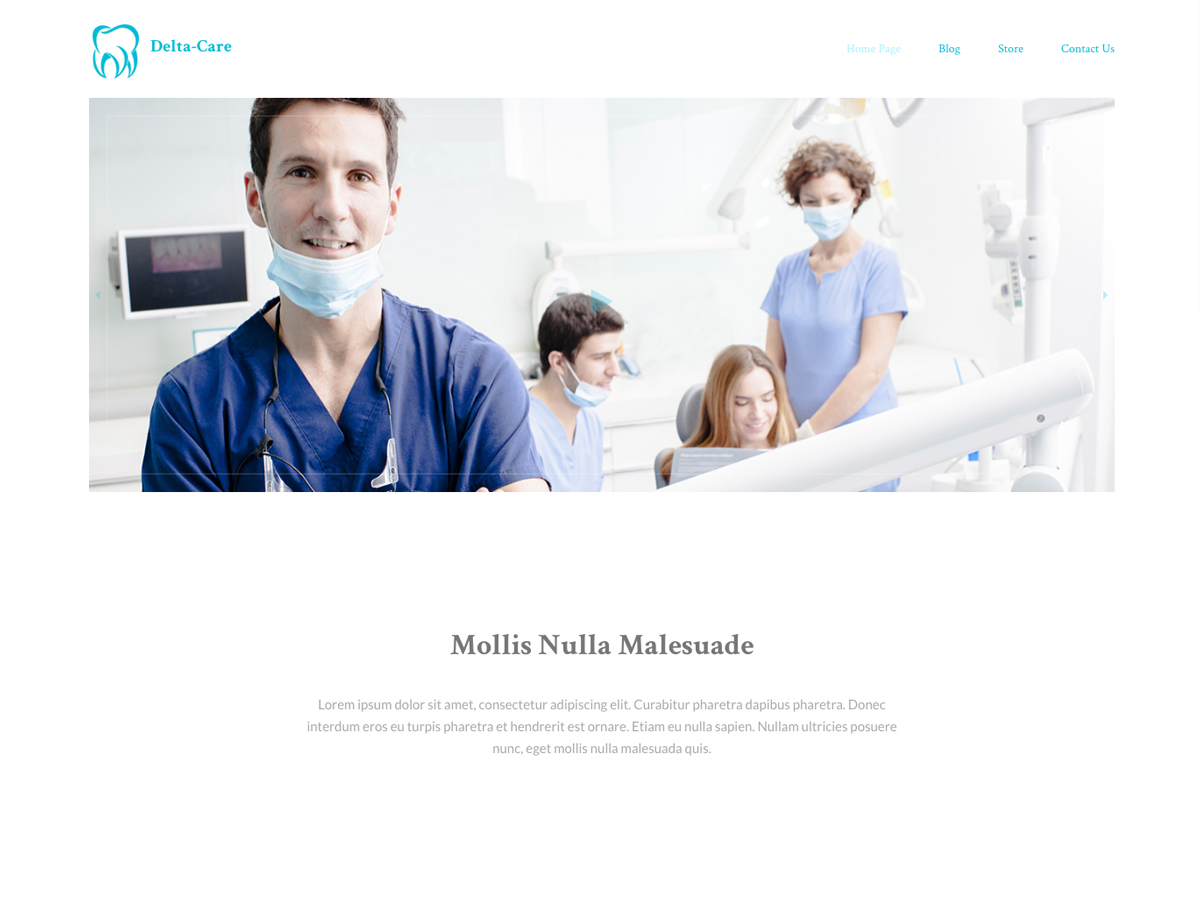 Delta-Care
Home Page
Blog
Store
Contact Us
Mollis Nulla Malesuade
Lorem ipsum dolor sit amet, consectetur adipiscing elit. Curabitur pharetra dapibus pharetra. Donec
interdum eros eu turpis pharetra et hendrerit est ornare. Etiam eu nulla sapien. Nullam ultricies posuere
nunc, eget mollis nulla malesuada quis.